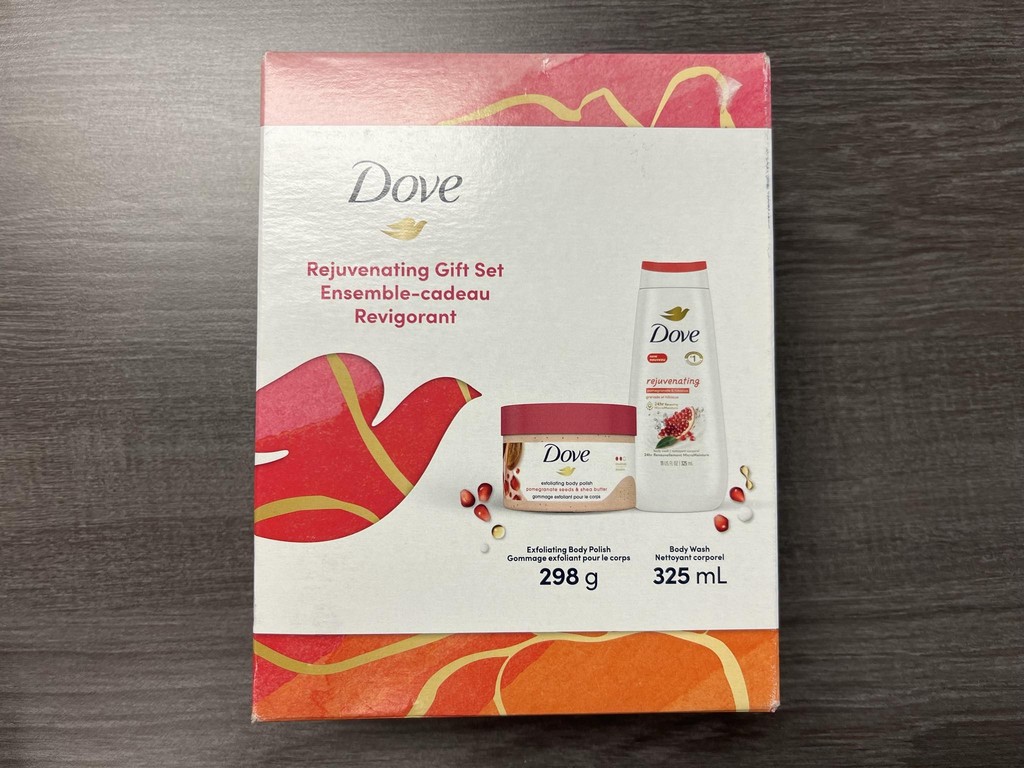 Dove
Rejuvenating Gift Set
Ensemble-cadeau
Revigorant
Dove
rejuvenating
Dove
exfoliating body polish
pomegranate seeds & shea butter
gommage exfoliant pour le corps
Exfoliating Body Polish
Gommage exfoliant pour le corps
298 g
Body Wash
Nettoyant corporel
325 mL